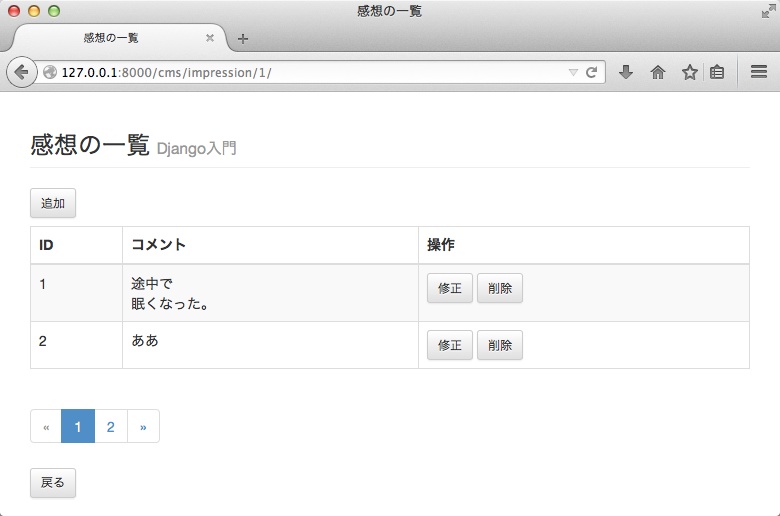 感想の一覧
感想の一覧
127.0.0.1:8000/cms/impression/1/
感想の一覧 Django入門
追加
ID コメント 操作
1 途中で 修正 削除
眠くなった。
2 ああ 修正 削除
« 1 2 »
戻る